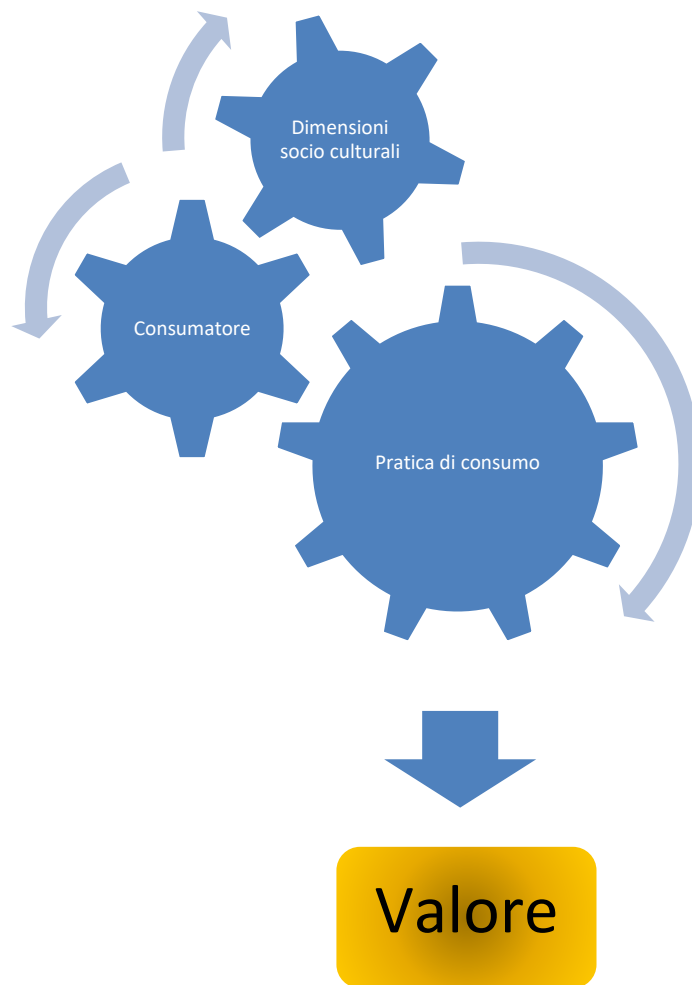 Dimensioni
socio culturali
Consumatore
Pratica di consumo
Valore